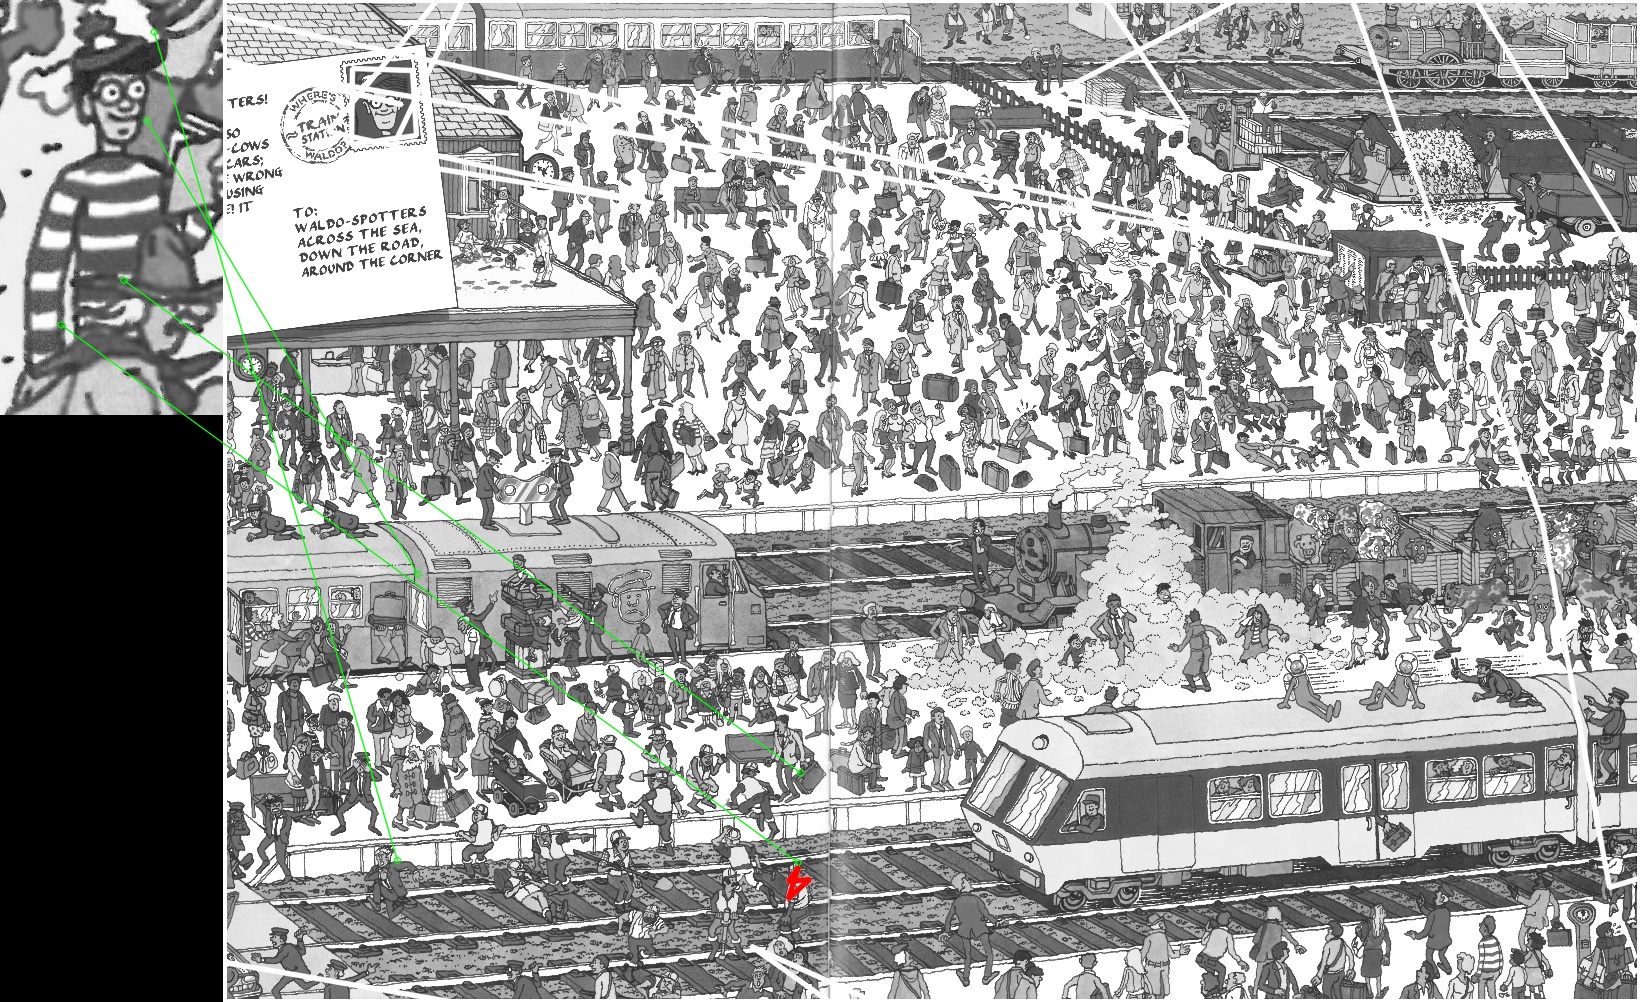 TERS!
SO
-COWS
CARS;
E WRONG
USING
E! IT
WHERE'S
TRAIN
STATION
WALDO?
TO:
WALDO-SPOTTERS
ACROSS THE SEA,
DOWN THE ROAD,
AROUND THE CORNER